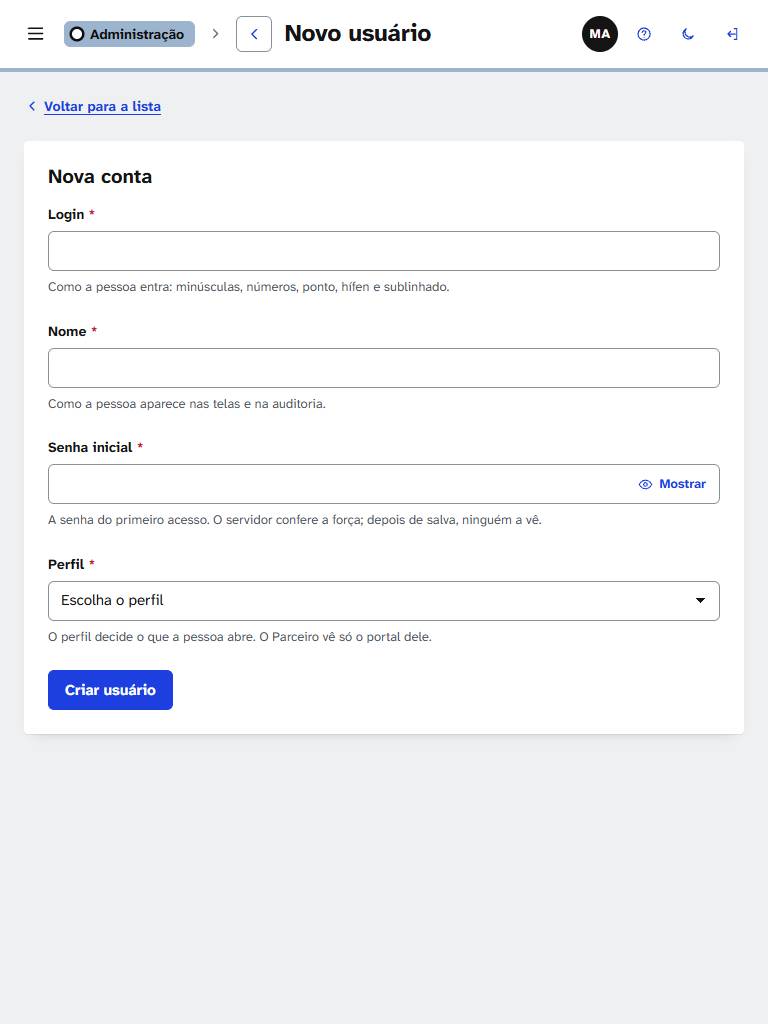 Administração
Novo usuário
MA
Voltar para a lista
Nova conta
Login *
Como a pessoa entra: minúsculas, números, ponto, hífen e sublinhado.
Nome *
Como a pessoa aparece nas telas e na auditoria.
Senha inicial *
Mostrar
A senha do primeiro acesso. O servidor confere a força; depois de salva, ninguém a vê.
Perfil *
Escolha o perfil
O perfil decide o que a pessoa abre. O Parceiro vê só o portal dele.
Criar usuário